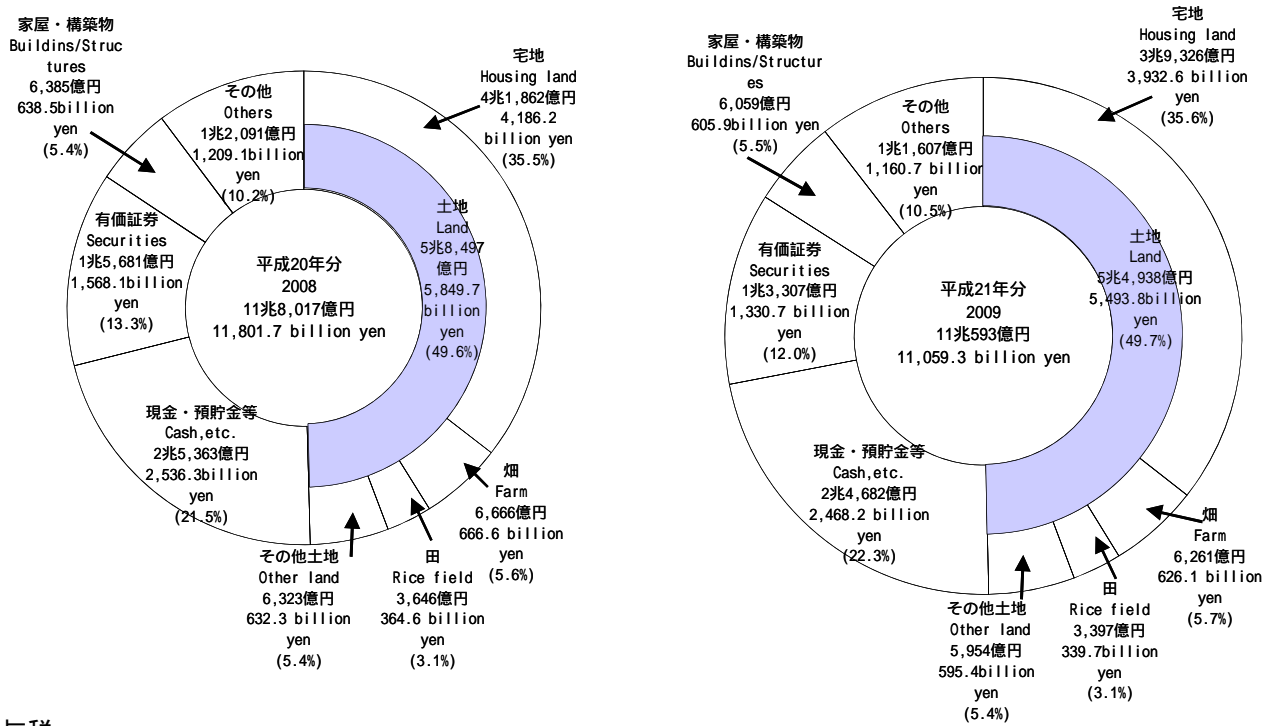 家屋・構築物
Buildins/Struc
tures
6,385億円
638.5billion
yen
(5.4%)
その他
Others
1兆2,091億円
1,209.1billion
yen
(10.2%)
宅地
Housing land
4兆1,862億円
4,186.2
billion yen
(35.5%)
有価証券
Securities
1兆5,681億円
1,568.1billion
yen
(13.3%)
平成20年分
2008
11兆8,017億円
11,801.7 billion yen
土地
Land
5兆8,497
億円
5,849.7
billion
yen
(49.6%)
現金・預貯金等
Cash,etc.
2兆5,363億円
2,536.3billion
yen
(21.5%)
その他土地
Other land
6,323億円
632.3 billion
yen
(5.4%)
田
Rice field
3,646億円
364.6 billion
yen
(3.1%)
畑
Farm
6,666億円
666.6 billion
yen
(5.6%)
家屋・構築物
Buildins/Structur
es
6,059億円
605.9billion yen
(5.5%)
その他
Others
1兆1,607億円
1,160.7 billion
yen
(10.5%)
宅地
Housing land
3兆9,326億円
3,932.6 billion
yen
(35.6%)
有価証券
Securities
1兆3,307億円
1,330.7 billion
yen
(12.0%)
平成21年分
2009
11兆593億円
11,059.3 billion yen
土地
Land
5兆4,938億円
5,493.8billion
yen
(49.7%)
現金・預貯金等
Cash,etc.
2兆4,682億円
2,468.2 billion
yen
(22.3%)
その他土地
Other land
5,954億円
595.4billion
yen
(5.4%)
田
Rice field
3,397億円
339.7billion
yen
(3.1%)
畑
Farm
6,261億円
626.1 billion
yen
(5.7%)